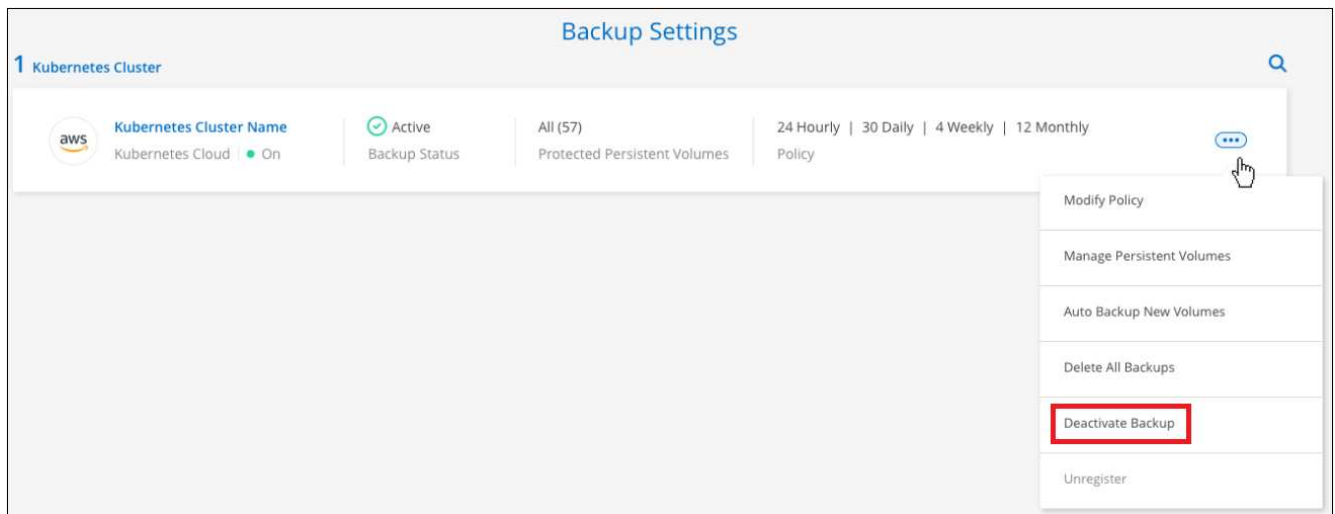 Backup Settings
1 Kubernetes Cluster
aws
Kubernetes Cluster Name
Kubernetes Cloud
On
Active
Backup Status
All (57)
Protected Persistent Volumes
24 Hourly | 30 Daily | 4 Weekly | 12 Monthly
Policy
Modify Policy
Manage Persistent Volumes
Auto Backup New Volumes
Delete All Backups
Deactivate Backup
Unregister